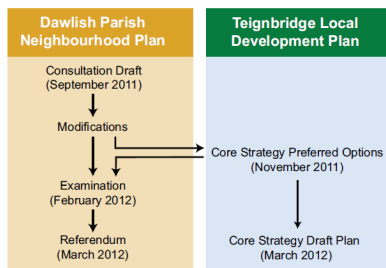 Dawlish Parish
Neighbourhood Plan
Consultation Draft
(September 2011)
Modifications
Examination
(February 2012)
Referendum
(March 2012)
Teignbridge Local
Development Plan
Core Strategy Preferred Options
(November 2011)
Core Strategy Draft Plan
(March 2012)